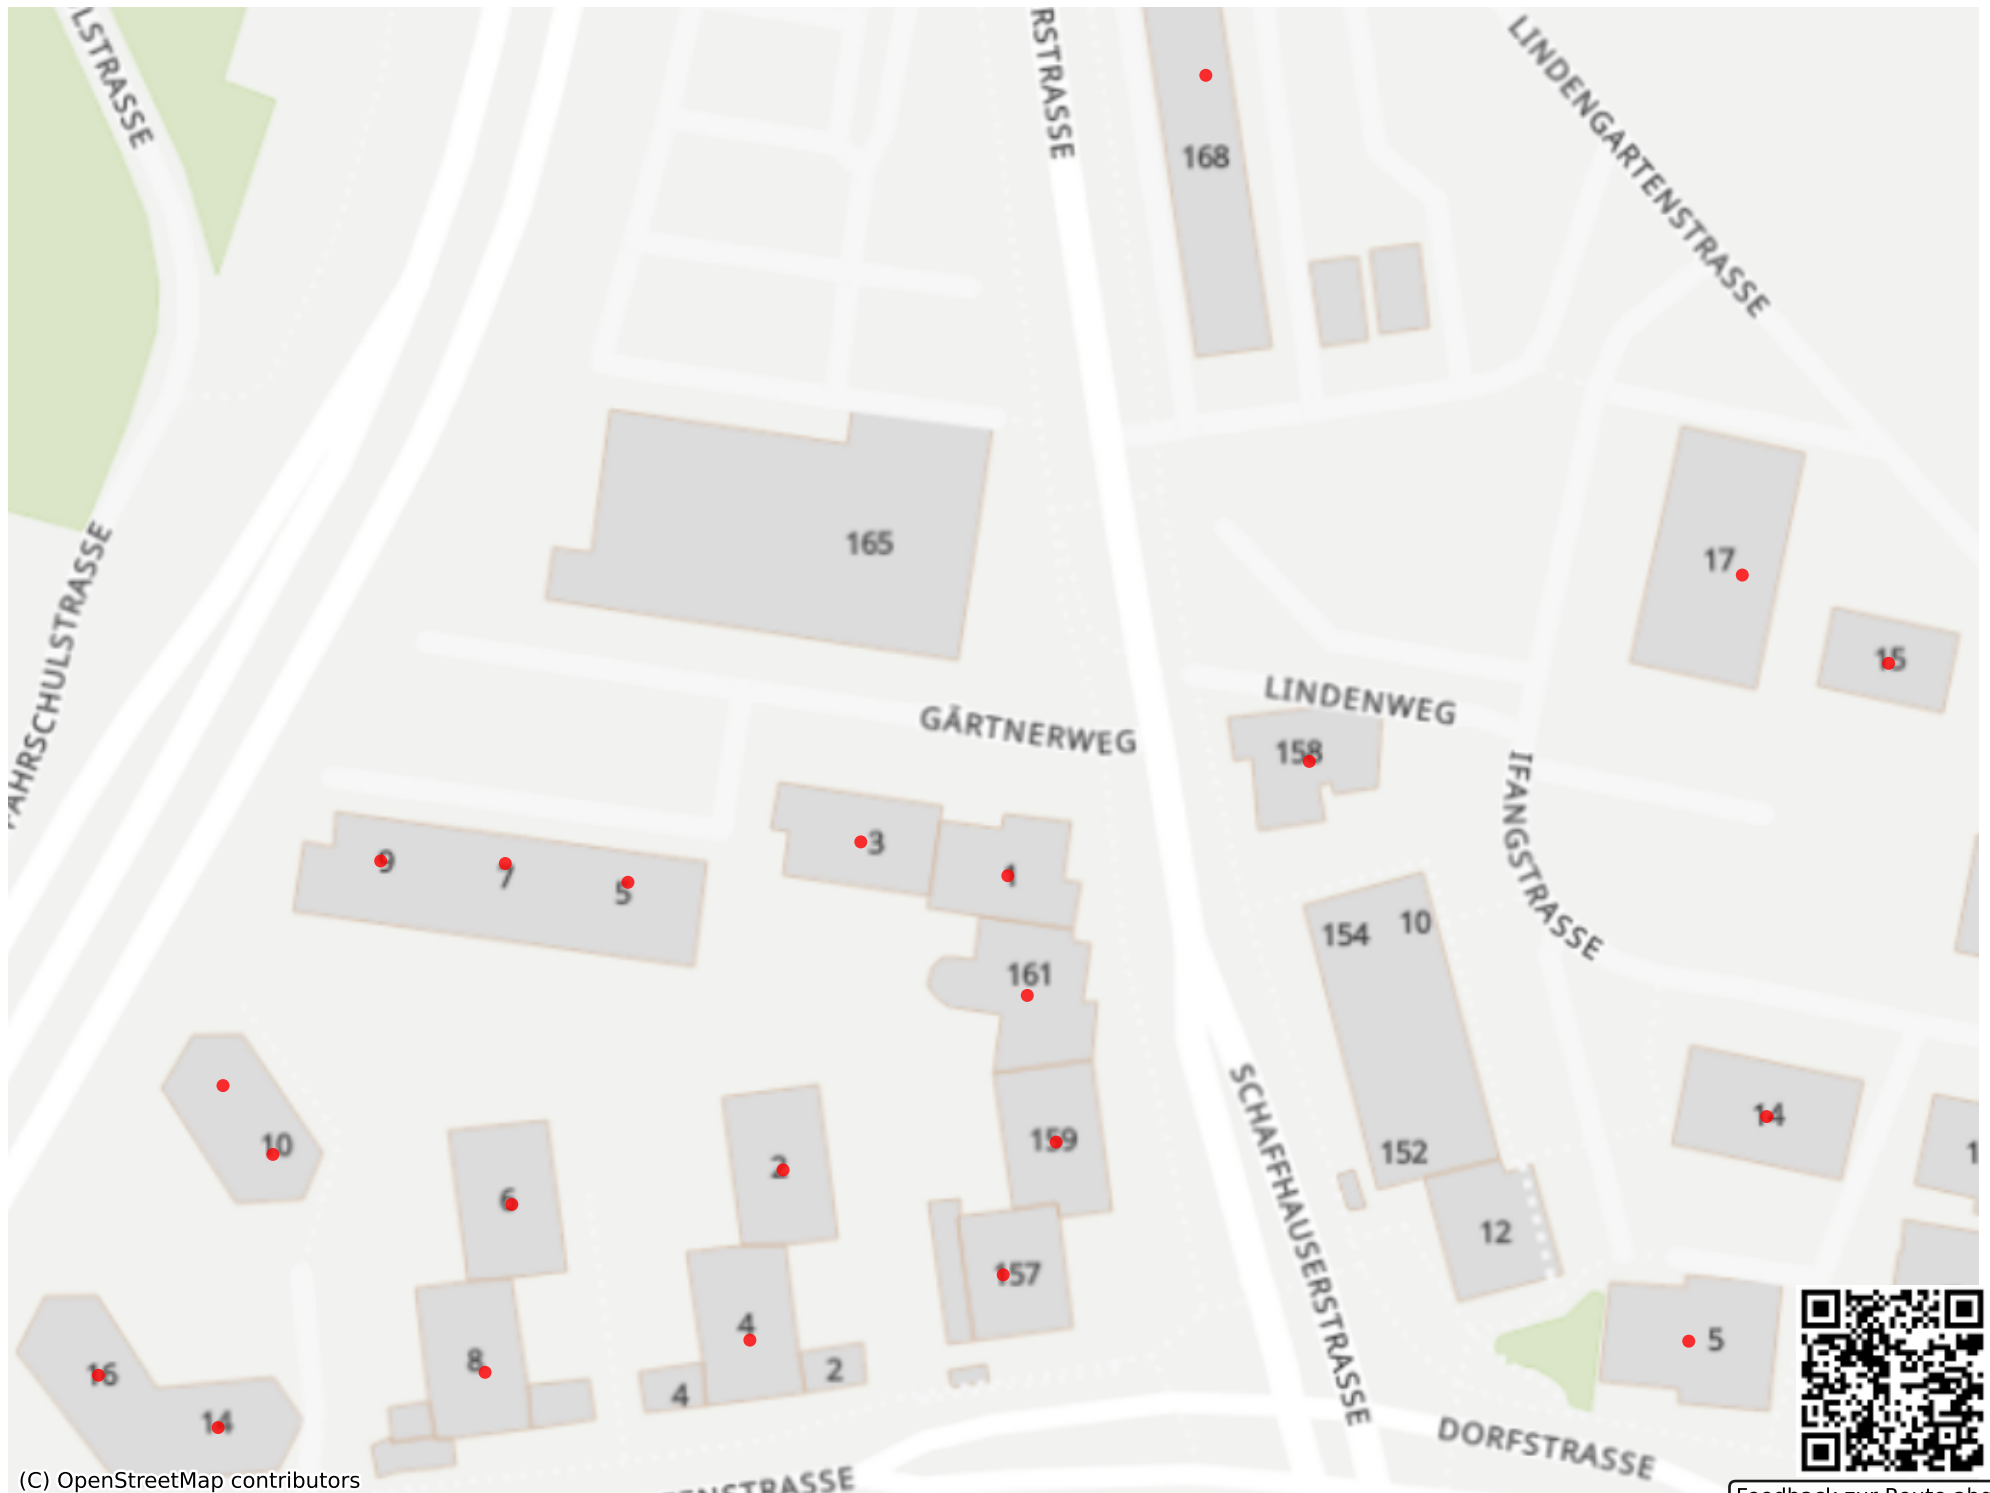 LSTRASSE
RSTRASSE
LINDENGARTENSTRASSE
168
165
17
15
FAHRSCHULSTRASSE
LINDENWEG
GÄRTNERWEG
158
IFANGSTRASSE
3
1
9
7
5
154
10
161
14
10
159
152
2
6
12
SCHAFFHAUSERSTRASSE
157
4
5
8
2
4
16
14
DORFSTRASSE
ENSTRASSE
(C) OpenStreetMap contributors